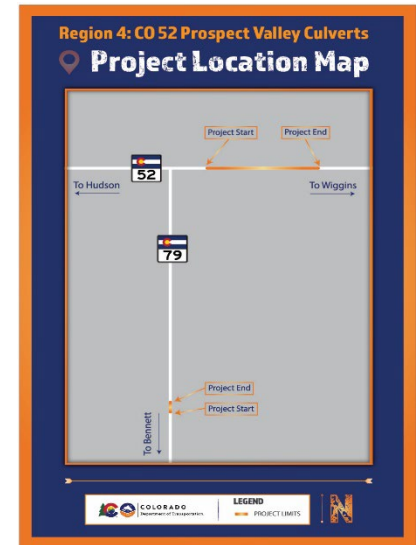 Region 4: CO 52 Prospect Valley Culverts
Project Location Map
Project Start
Project End
52
To Hudson
To Wiggins
79
Project End
Project Start
To Bennett
COLORADO
Department of Transportation
LEGEND
PROJECT LIMITS
N